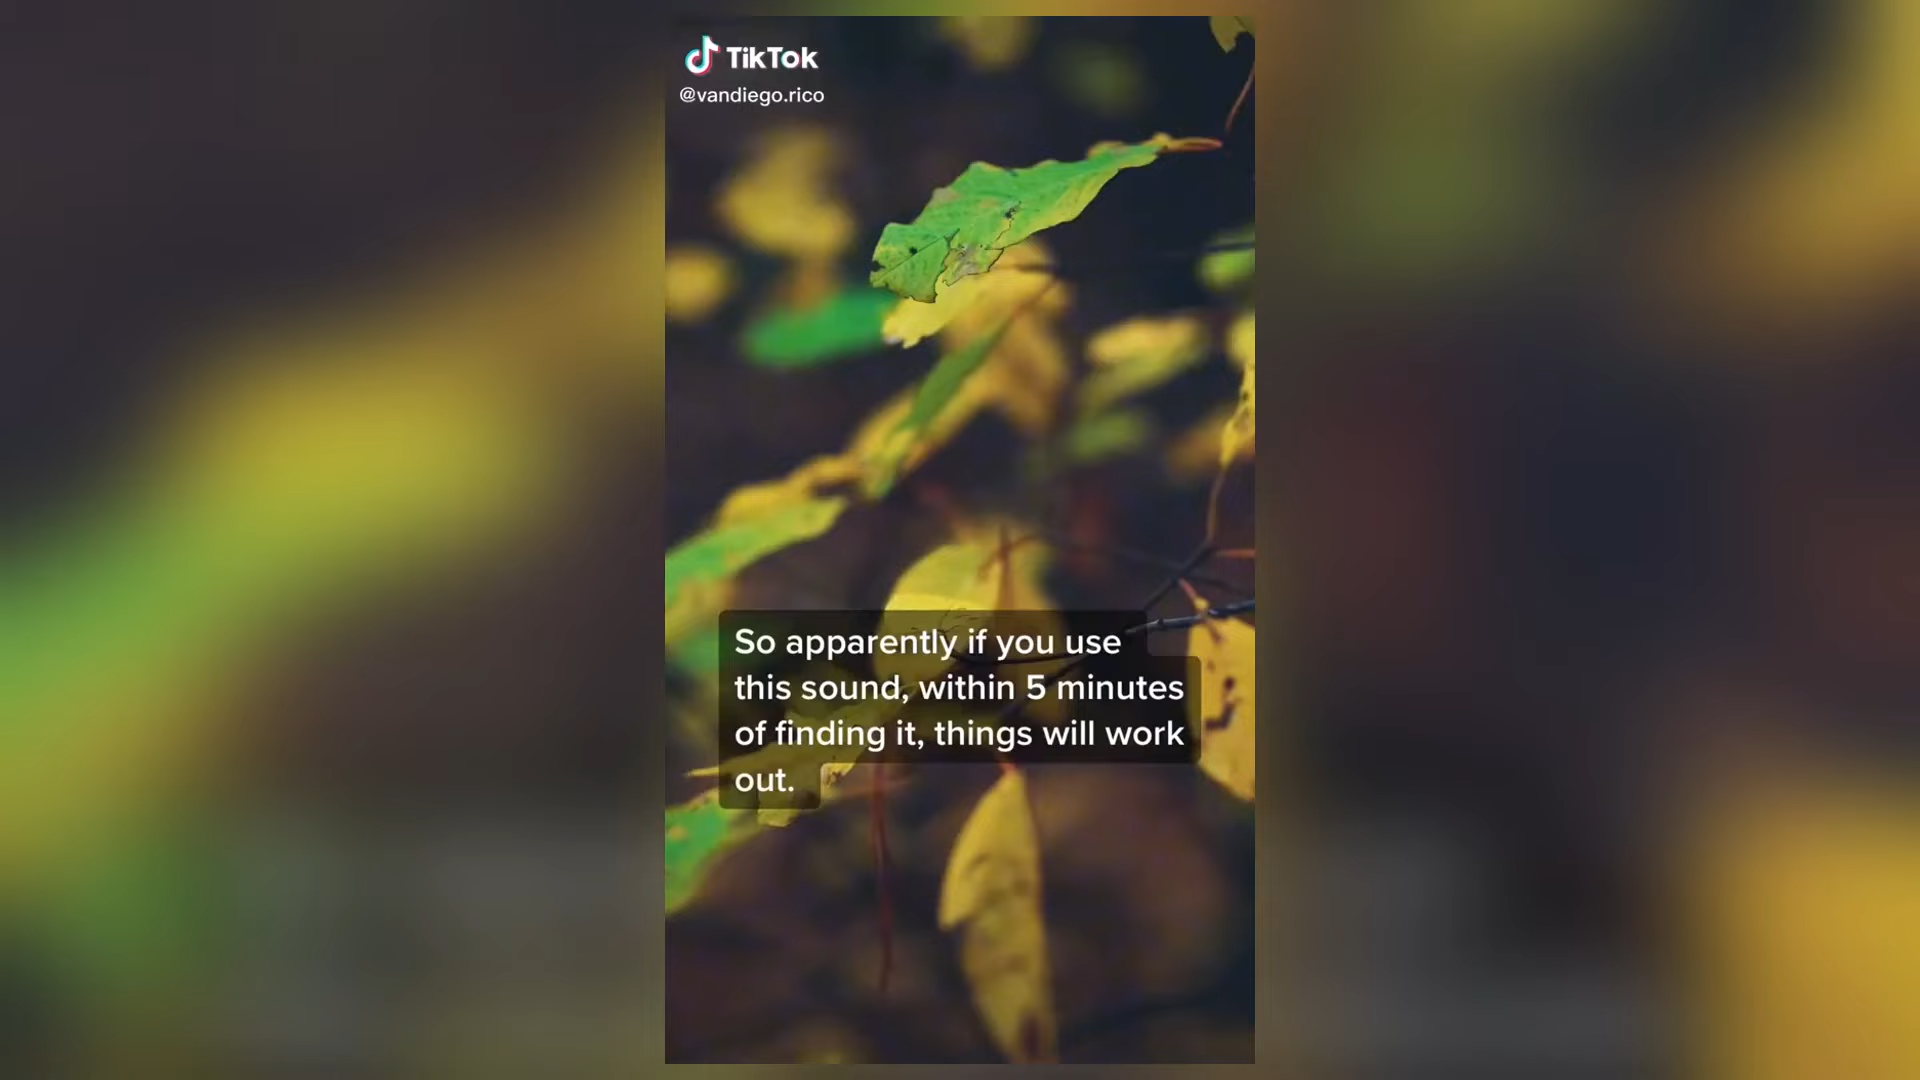 TikTok
@vandiego.rico
So apparently if you use
this sound, within 5 minutes
of finding it, things will work
out.